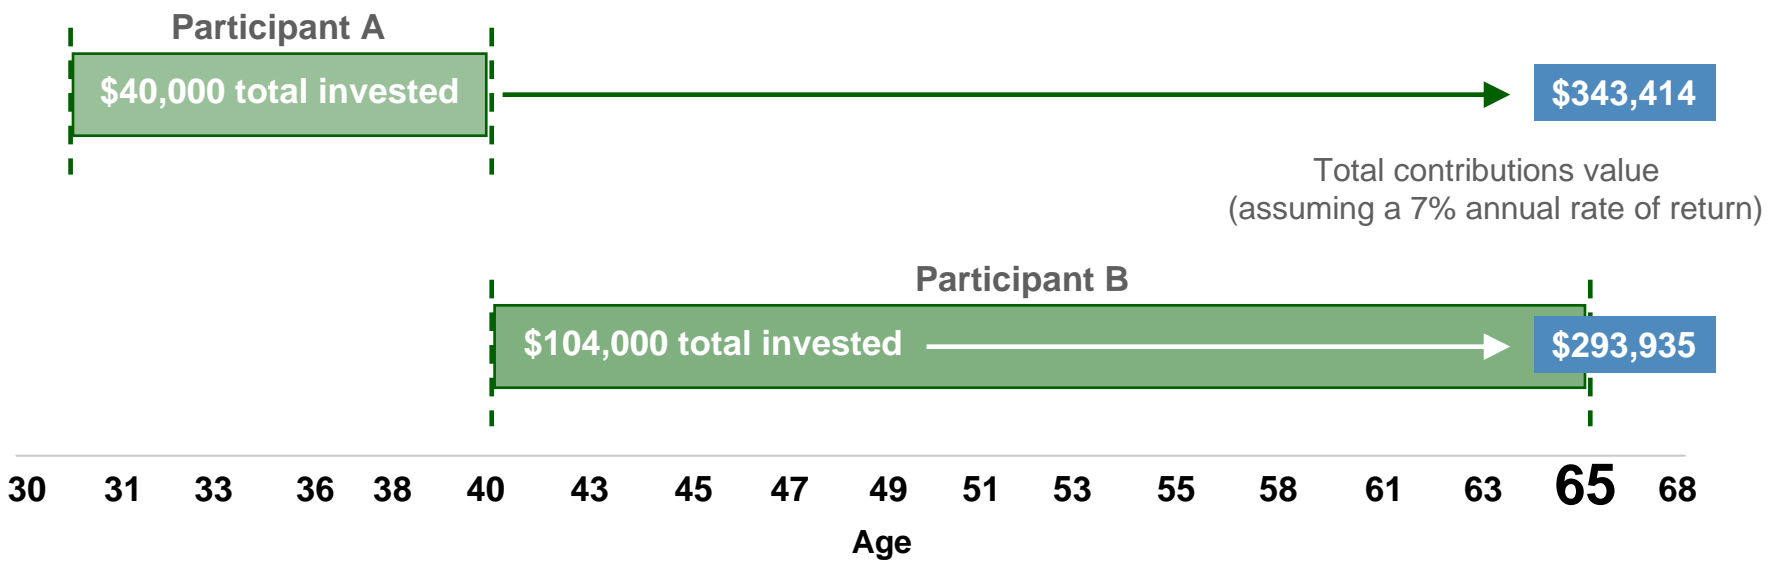 Participant A
$40,000 total invested
$343,414
Total contributions value
(assuming a 7% annual rate of return)
Participant B
$104,000 total invested
$293,935
30 31 33 36 38 40 43 45 47 49 51 53 55 58 61 63 65 68
Age